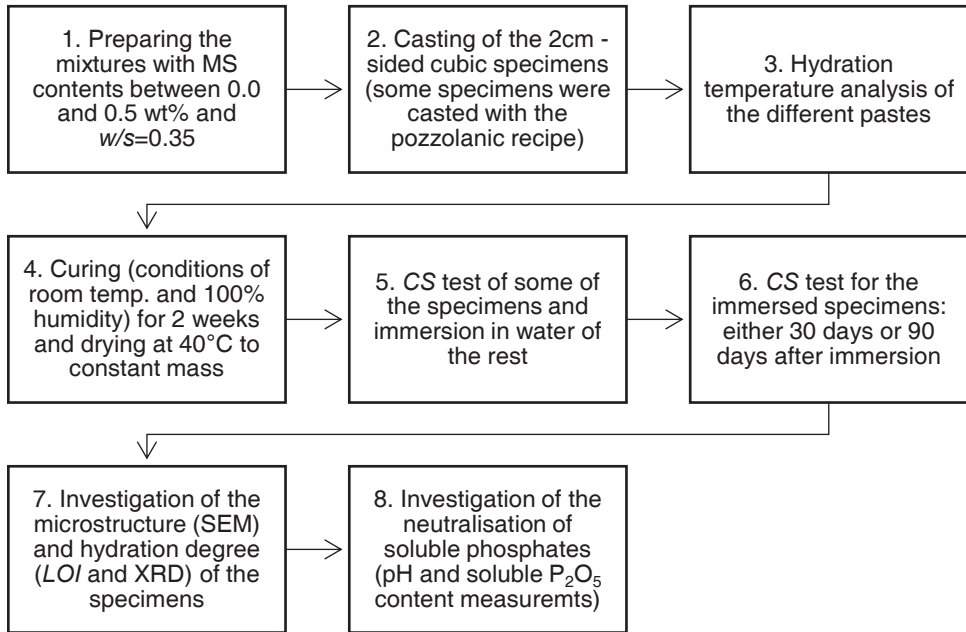 1. Preparing the
mixtures with MS
contents between 0.0
and 0.5 wt% and
w/s=0.35
2. Casting of the 2cm -
sided cubic specimens
(some specimens were
casted with the
pozzolanic recipe)
3. Hydration
temperature analysis of
the different pastes
4. Curing (conditions of
room temp. and 100%
humidity) for 2 weeks
and drying at 40°C to
constant mass
5. CS test of some of
the specimens and
immersion in water of
the rest
6. CS test for the
immersed specimens:
either 30 days or 90
days after immersion
7. Investigation of the
microstructure (SEM)
and hydration degree
(LOI and XRD) of the
specimens
8. Investigation of the
neutralisation of
soluble phosphates
(pH and soluble P₂O₅
content measuremts)